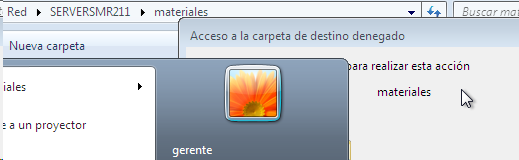 Red ▸ SERVERSMR211 ▸ materiales
Buscar mat
Nueva carpeta
Acceso a la carpeta de destino denegado
para realizar esta acción
iales
materiales
e a un proyector
gerente